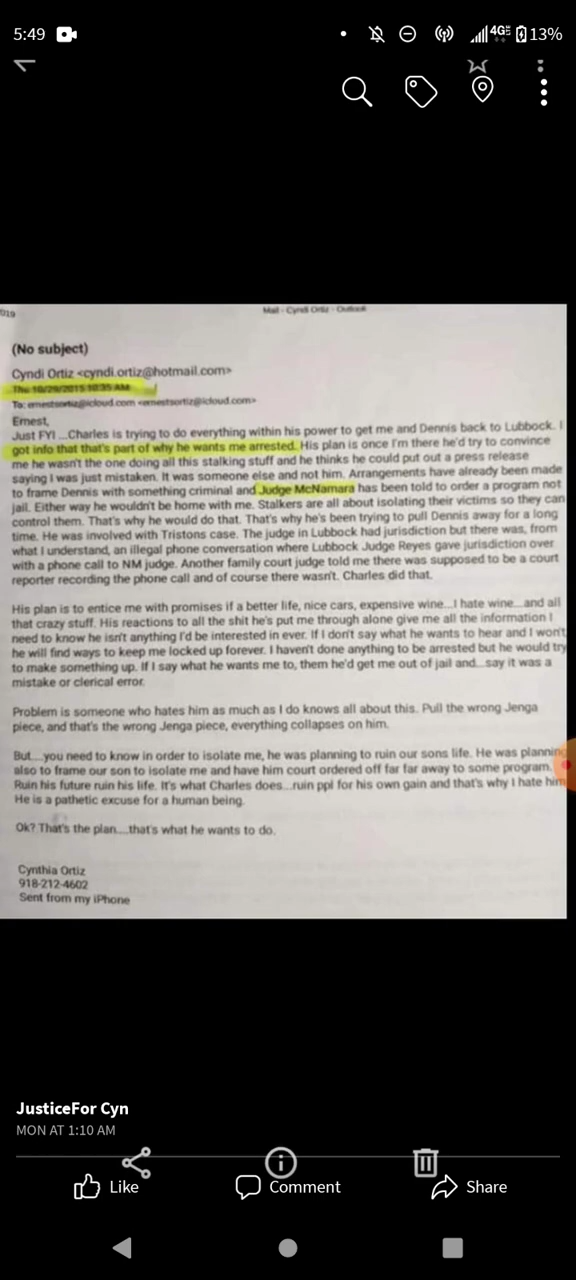 5:49
4GE
13%
019
Mail - Cyndi Ortiz - Outlook
(No subject)
Cyndi Ortiz <cyndi.ortiz@hotmail.com>
Thu 10/29/2015 10:35 AM
To: ernestsortiz@icloud.com <ernestsortiz@icloud.com>
Ernest,
Just FYI ...Charles is trying to do everything within his power to get me and Dennis back to Lubbock. I
got info that that's part of why he wants me arrested. His plan is once I'm there he'd try to convince
me he wasn't the one doing all this stalking stuff and he thinks he could put out a press release
saying I was just mistaken. It was someone else and not him. Arrangements have already been made
to frame Dennis with something criminal and Judge McNamara has been told to order a program not
jail. Either way he wouldn't be home with me. Stalkers are all about isolating their victims so they can
control them. That's why he would do that. That's why he's been trying to pull Dennis away for a long
time. He was involved with Tristons case. The judge in Lubbock had jurisdiction but there was, from
what I understand, an illegal phone conversation where Lubbock Judge Reyes gave jurisdiction over
with a phone call to NM judge. Another family court judge told me there was supposed to be a court
reporter recording the phone call and of course there wasn't. Charles did that.
His plan is to entice me with promises if a better life, nice cars, expensive wine...I hate wine...and all
that crazy stuff. His reactions to all the shit he's put me through alone give me all the information I
need to know he isn't anything I'd be interested in ever. If I don't say what he wants to hear and I won't
he will find ways to keep me locked up forever. I haven't done anything to be arrested but he would try
to make something up. If I say what he wants me to, them he'd get me out of jail and...say it was a
mistake or clerical error.
Problem is someone who hates him as much as I do knows all about this. Pull the wrong Jenga
piece, and that's the wrong Jenga piece, everything collapses on him.
But....you need to know in order to isolate me, he was planning to ruin our sons life. He was planning
also to frame our son to isolate me and have him court ordered off far far away to some program.
Ruin his future ruin his life. It's what Charles does...ruin ppl for his own gain and that's why I hate him
He is a pathetic excuse for a human being.
Ok? That's the plan....that's what he wants to do.
Cynthia Ortiz
918-212-4602
Sent from my iPhone
JusticeFor Cyn
MON AT 1:10 AM
Like
Comment
Share